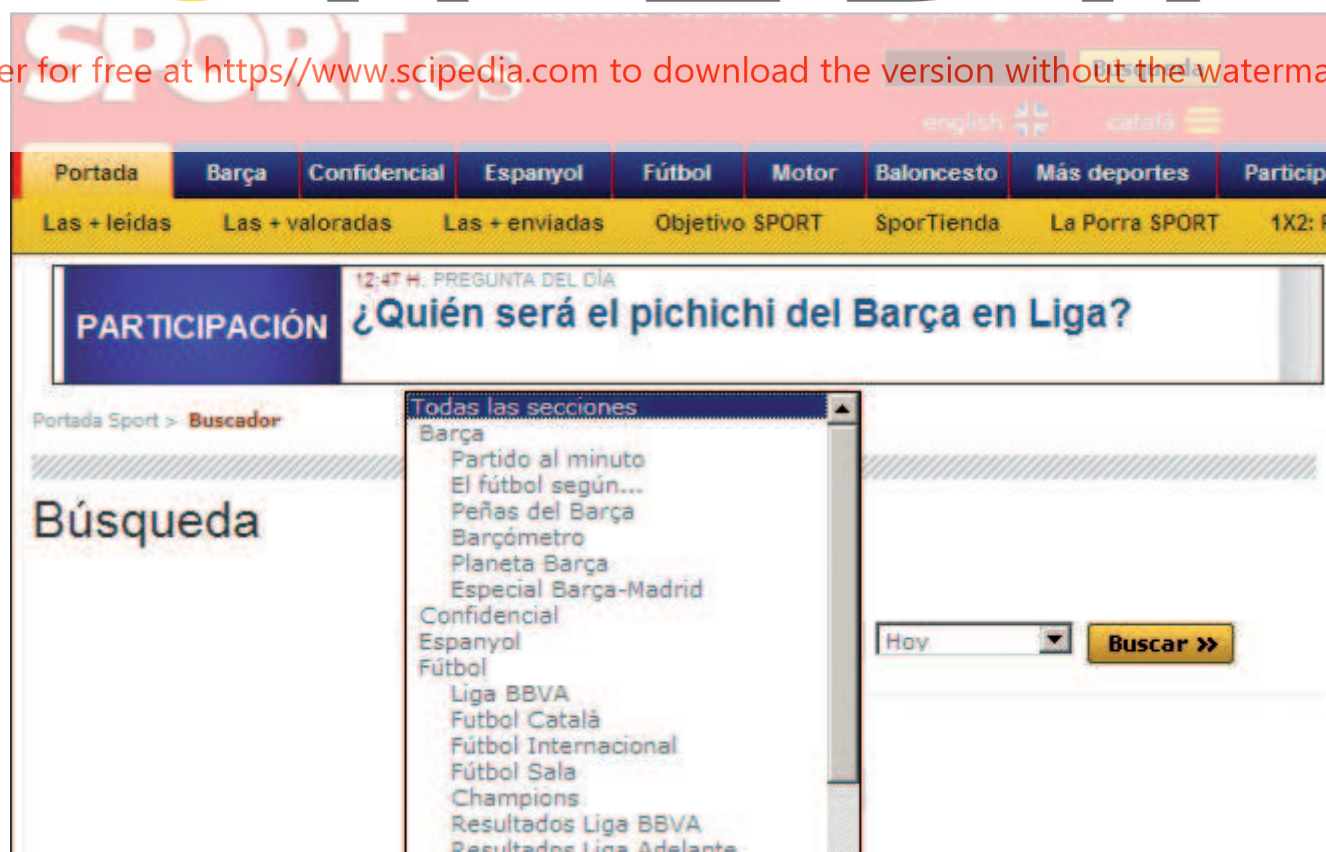 SPORT.es
er for free at https//www.scipedia.com to download the version without the waterma
Búsqueda
english català
Portada Barça Confidencial Espanyol Fútbol Motor Baloncesto Más deportes Particip
Las + leídas Las + valoradas Las + enviadas Objetivo SPORT SporTienda La Porra SPORT 1X2:
12:47 H. PREGUNTA DEL DÍA
PARTICIPACIÓN ¿Quién será el pichichi del Barça en Liga?
Portada Sport > Buscador
Búsqueda
Todas las secciones
Barça
Partido al minuto
El fútbol según...
Peñas del Barça
Barçómetro
Planeta Barça
Especial Barça-Madrid
Confidencial
Espanyol
Fútbol
Liga BBVA
Futbol Català
Fútbol Internacional
Fútbol Sala
Champions
Resultados Liga BBVA
Resultados Liga Adelante
Hoy Buscar »